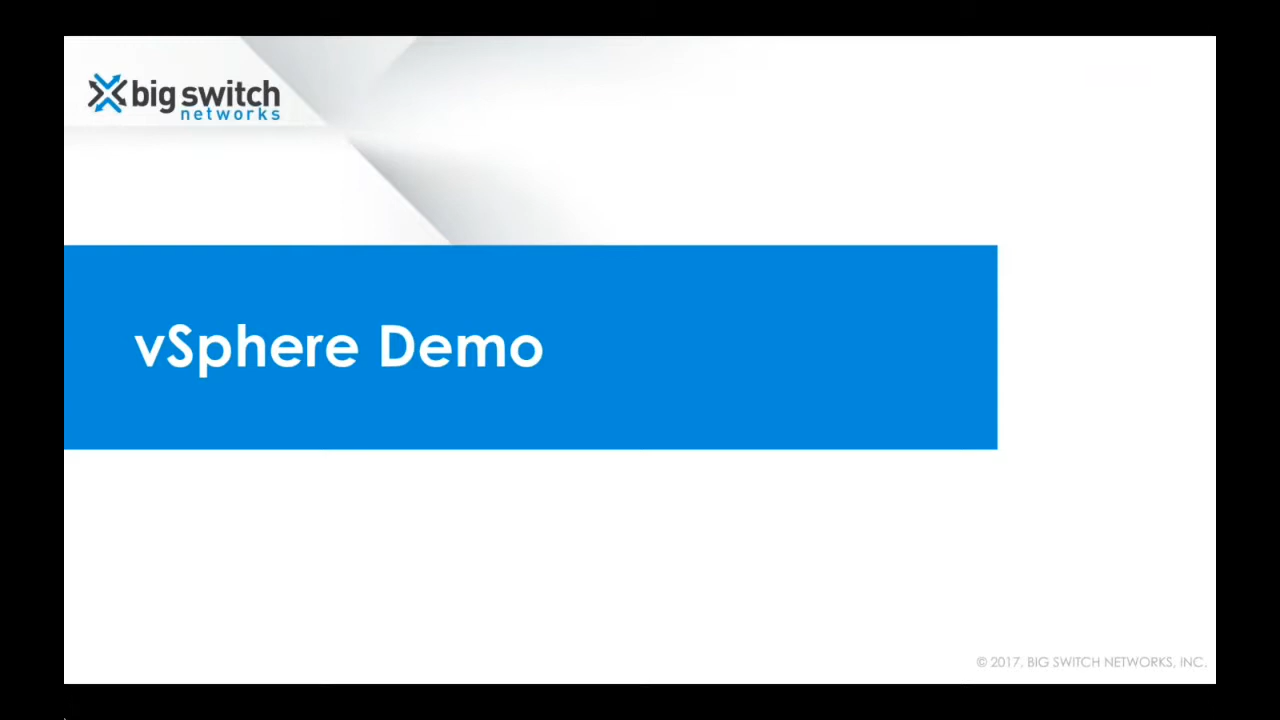 big switch
networks
vSphere Demo
© 2017. BIG SWITCH NETWORKS, INC.